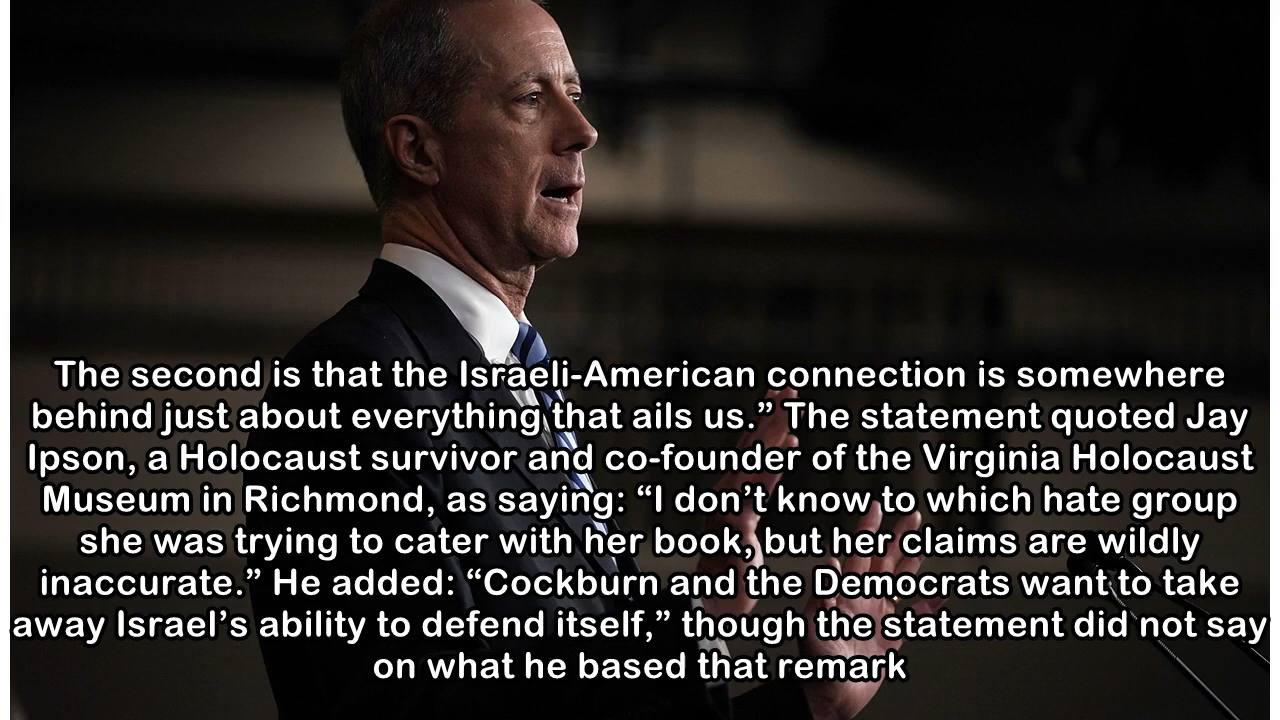 The second is that the Israeli-American connection is somewhere
behind just about everything that ails us.” The statement quoted Jay
Ipson, a Holocaust survivor and co-founder of the Virginia Holocaust
Museum in Richmond, as saying: “I don’t know to which hate group
she was trying to cater with her book, but her claims are wildly
inaccurate.” He added: “Cockburn and the Democrats want to take
away Israel’s ability to defend itself,” though the statement did not say
on what he based that remark